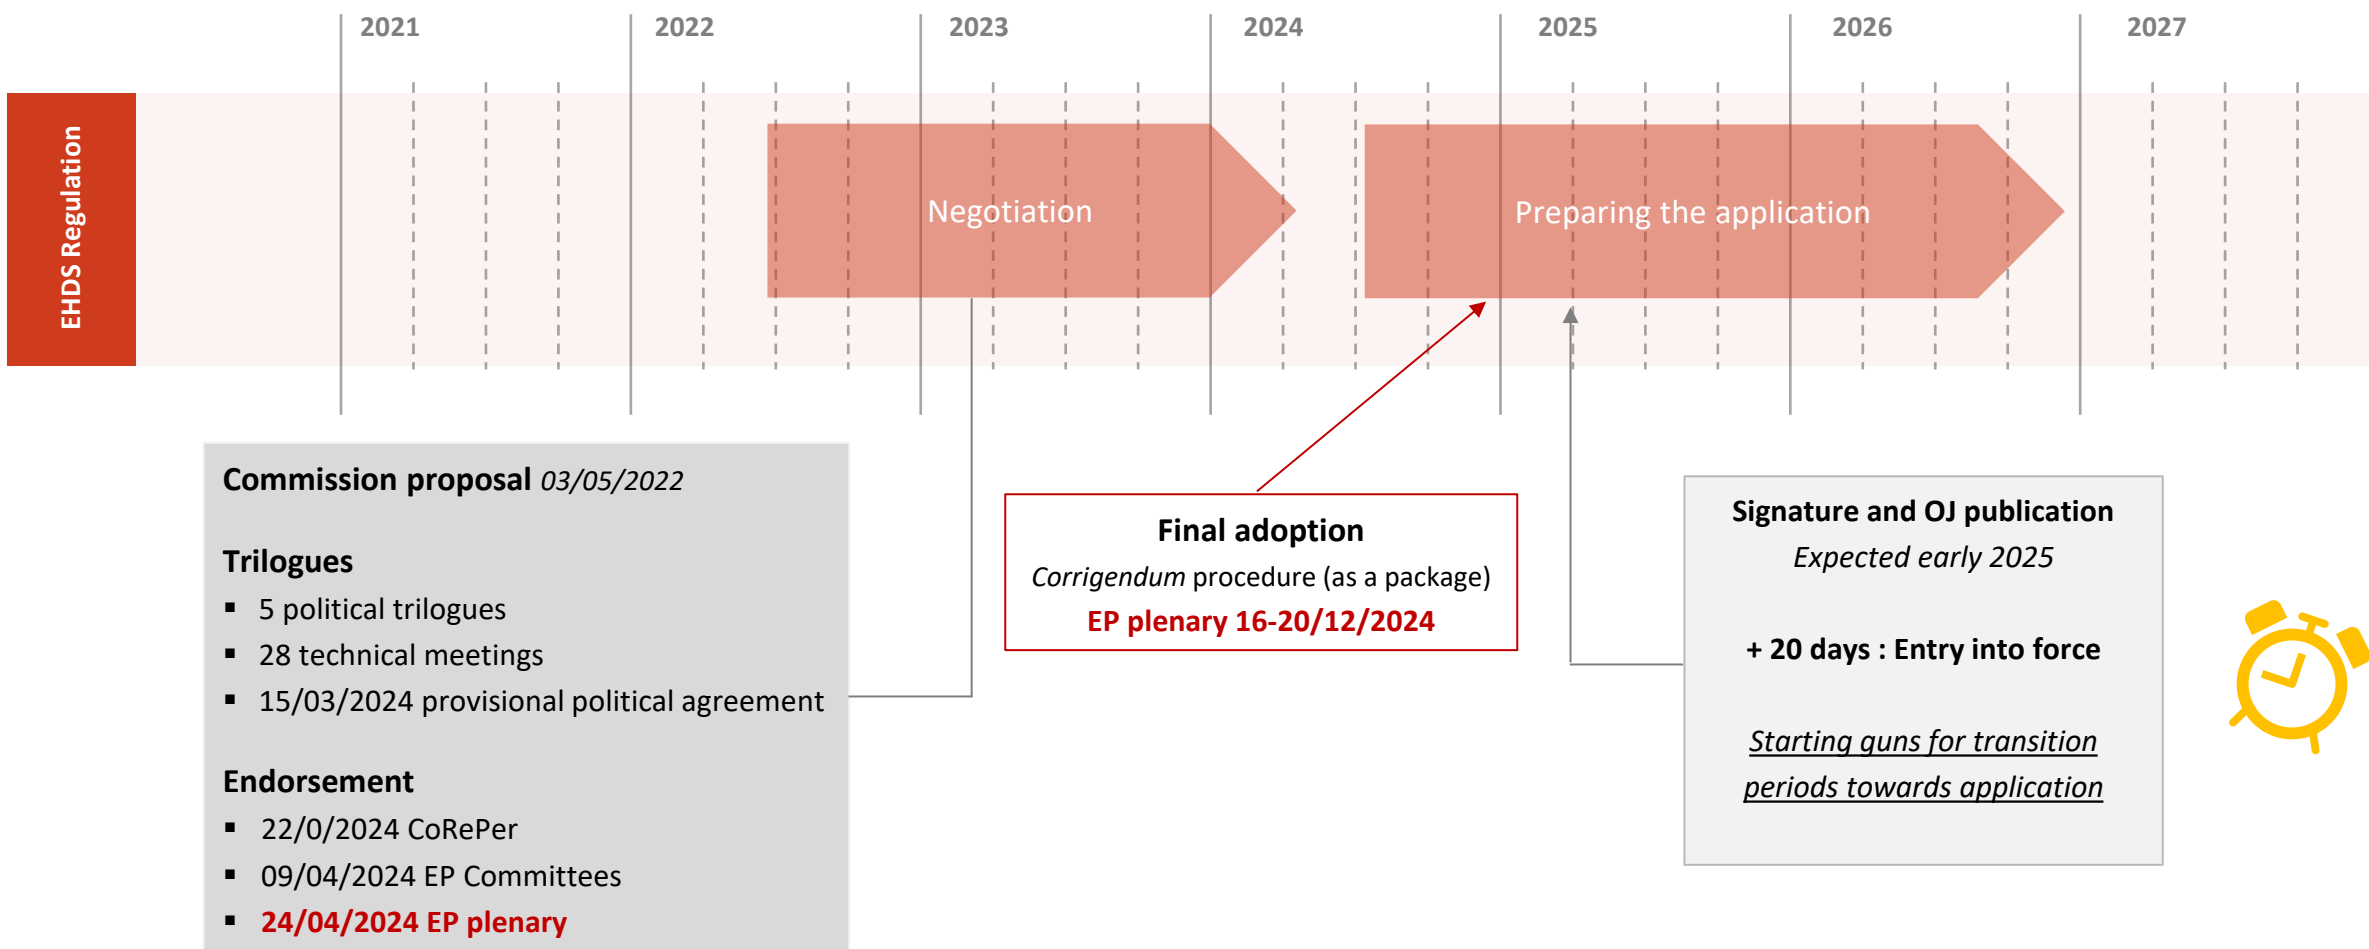 2021 2022 2023 2024 2025 2026 2027
EHDS Regulation
Negotiation
Preparing the application
Commission proposal 03/05/2022
Trilogues
▪ 5 political trilogues
▪ 28 technical meetings
▪ 15/03/2024 provisional political agreement
Endorsement
▪ 22/0/2024 CoRePer
▪ 09/04/2024 EP Committees
▪ 24/04/2024 EP plenary
Final adoption
Corrigendum procedure (as a package)
EP plenary 16-20/12/2024
Signature and OJ publication
Expected early 2025
+ 20 days : Entry into force
Starting guns for transition
periods towards application